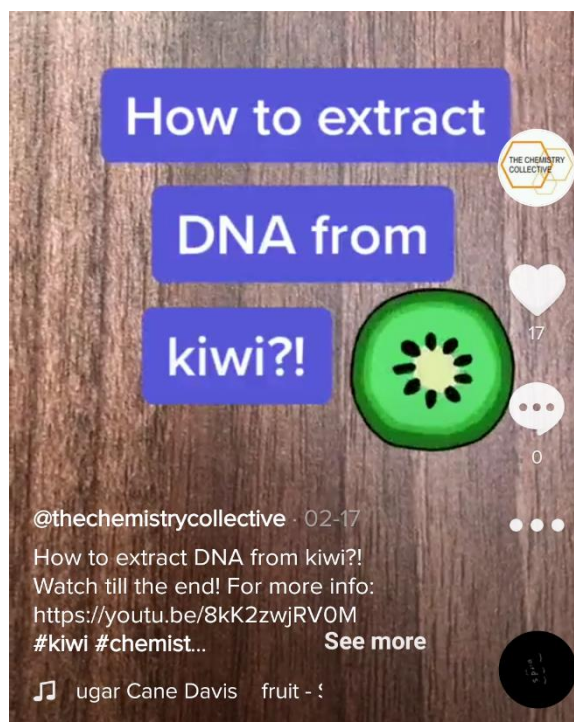 How to extract
DNA from
kiwi?!
THE CHEMISTRY
COLLECTIVE
17
0
@thechemistrycollective · 02-17
How to extract DNA from kiwi?!
Watch till the end! For more info:
https://youtu.be/8kK2zwjRV0M
#kiwi #chemist... See more
ugar Cane Davis fruit -